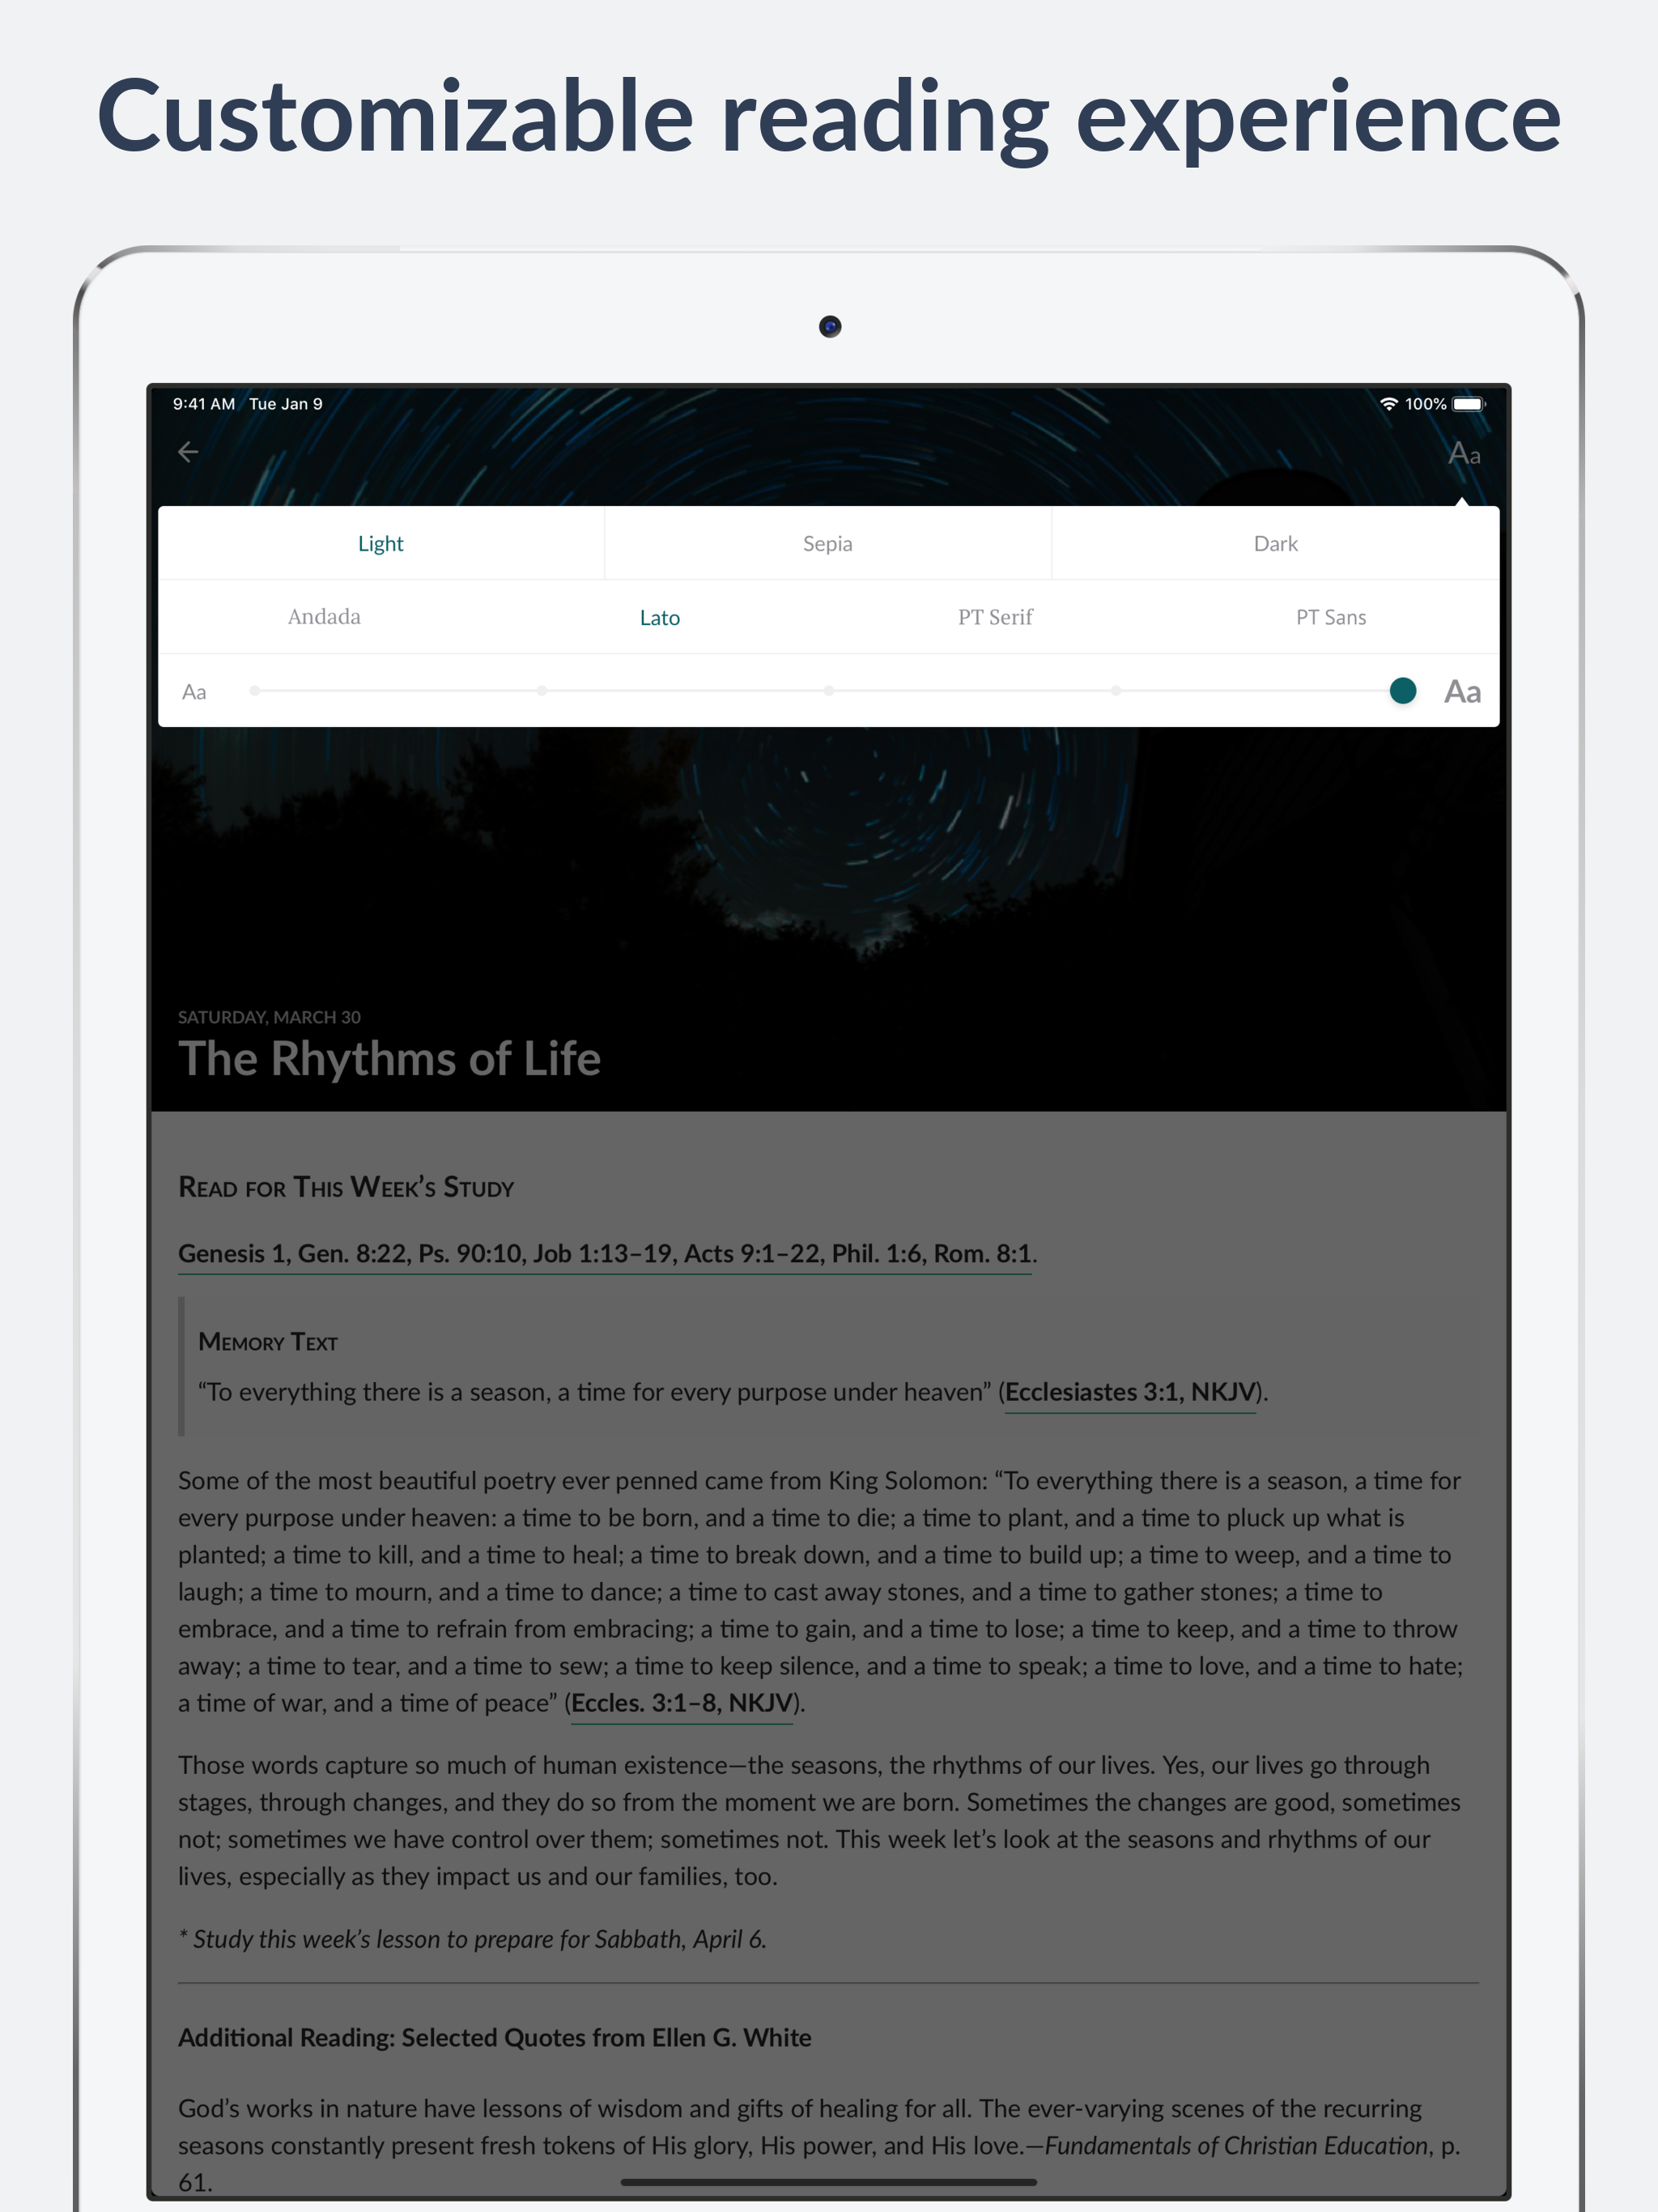 Customizable reading experience
9:41 AM Tue Jan 9
100%
Aa
Light Sepia Dark
Andada Lato PT Serif PT Sans
Aa Aa
SATURDAY, MARCH 30
The Rhythms of Life
READ FOR THIS WEEK’S STUDY
Genesis 1, Gen. 8:22, Ps. 90:10, Job 1:13–19, Acts 9:1–22, Phil. 1:6, Rom. 8:1.
MEMORY TEXT
“To everything there is a season, a time for every purpose under heaven” (Ecclesiastes 3:1, NKJV).
Some of the most beautiful poetry ever penned came from King Solomon: “To everything there is a season, a time for
every purpose under heaven: a time to be born, and a time to die; a time to plant, and a time to pluck up what is
planted; a time to kill, and a time to heal; a time to break down, and a time to build up; a time to weep, and a time to
laugh; a time to mourn, and a time to dance; a time to cast away stones, and a time to gather stones; a time to
embrace, and a time to refrain from embracing; a time to gain, and a time to lose; a time to keep, and a time to throw
away; a time to tear, and a time to sew; a time to keep silence, and a time to speak; a time to love, and a time to hate;
a time of war, and a time of peace” (Eccles. 3:1–8, NKJV).
Those words capture so much of human existence—the seasons, the rhythms of our lives. Yes, our lives go through
stages, through changes, and they do so from the moment we are born. Sometimes the changes are good, sometimes
not; sometimes we have control over them; sometimes not. This week let’s look at the seasons and rhythms of our
lives, especially as they impact us and our families, too.
* Study this week’s lesson to prepare for Sabbath, April 6.
Additional Reading: Selected Quotes from Ellen G. White
God’s works in nature have lessons of wisdom and gifts of healing for all. The ever-varying scenes of the recurring
seasons constantly present fresh tokens of His glory, His power, and His love.—Fundamentals of Christian Education, p.
61.